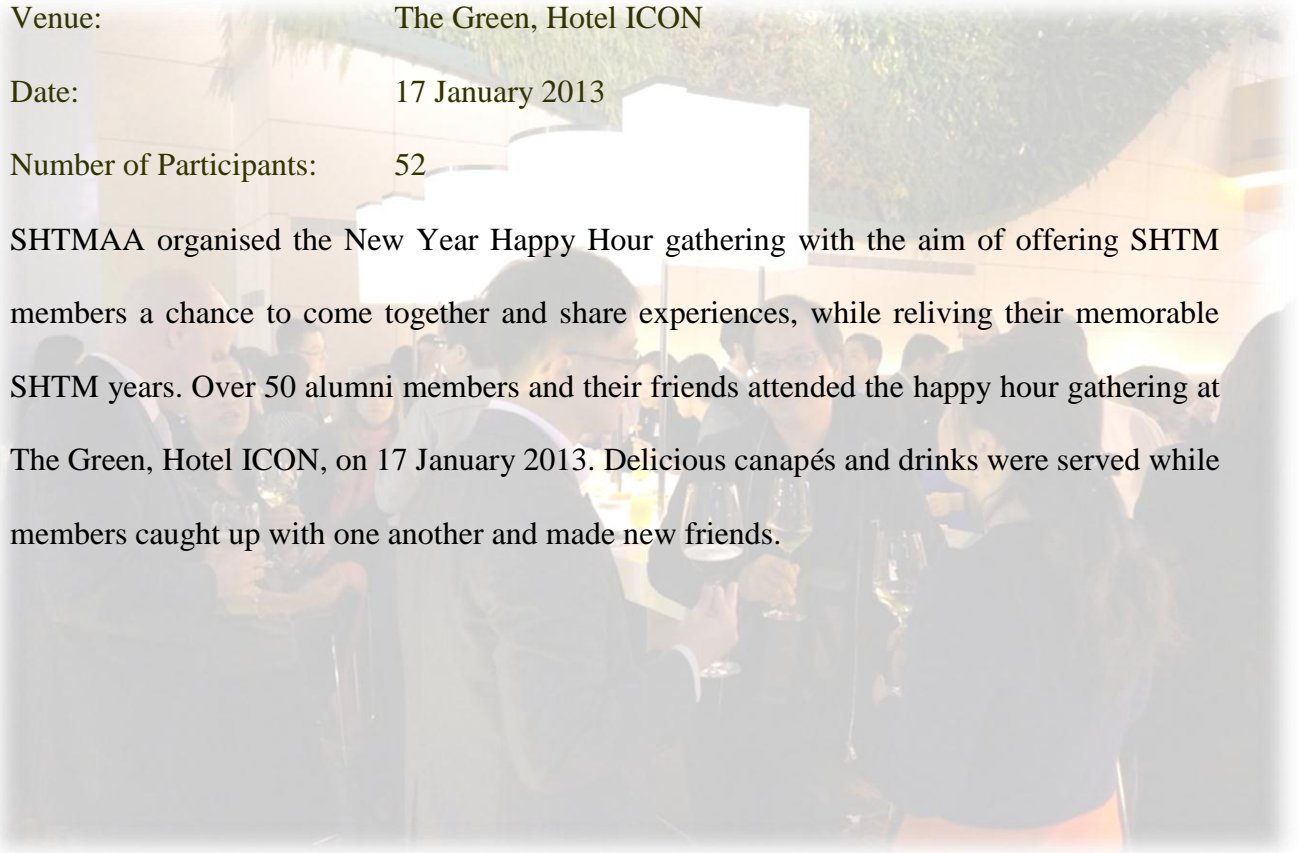 Venue: The Green, Hotel ICON
Date: 17 January 2013
Number of Participants: 52
SHTMAA organised the New Year Happy Hour gathering with the aim of offering SHTM
members a chance to come together and share experiences, while reliving their memorable
SHTM years. Over 50 alumni members and their friends attended the happy hour gathering at
The Green, Hotel ICON, on 17 January 2013. Delicious canapés and drinks were served while
members caught up with one another and made new friends.